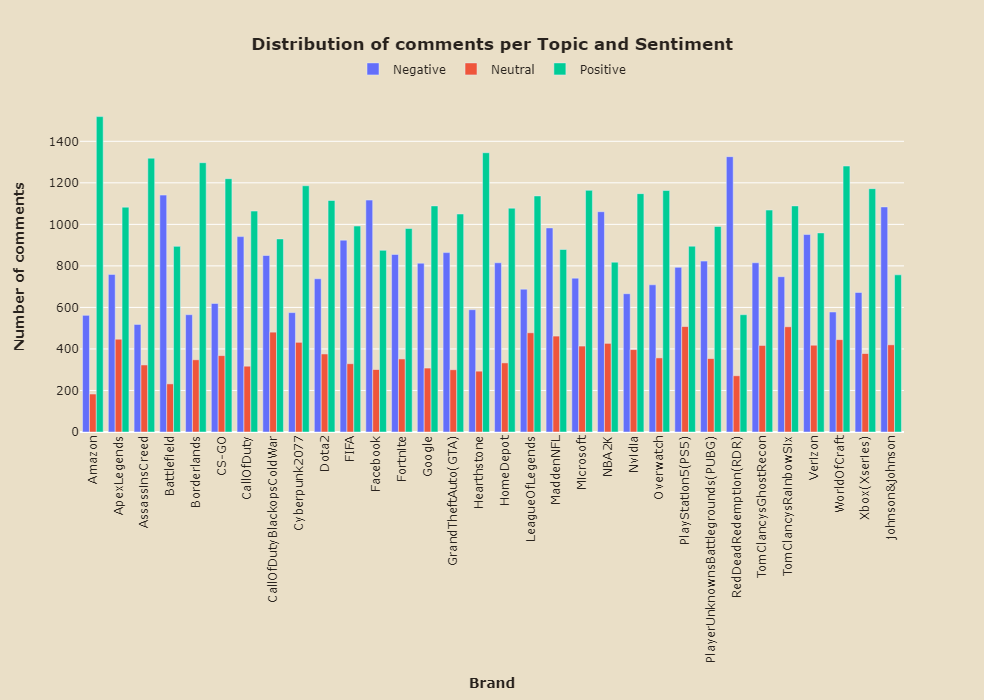 Distribution of comments per Topic and Sentiment
Negative Neutral Positive
Number of comments
1400
1200
1000
800
600
400
200
0
Amazon
ApexLegends
AssassinsCreed
Battlefield
Borderlands
CS-GO
CallOfDuty
CallOfDutyBlackopsColdWar
Cyberpunk2077
Dota2
FIFA
Facebook
Fortnite
Google
GrandTheftAuto(GTA)
Hearthstone
HomeDepot
LeagueOfLegends
MaddenNFL
Microsoft
NBA2K
Nvidia
Overwatch
PlayStation5(PS5)
PlayerUnknownsBattlegrounds(PUBG)
RedDeadRedemption(RDR)
TomClancysGhostRecon
TomClancysRainbowSix
Verizon
WorldOfCraft
Xbox(Xseries)
Johnson&Johnson
Brand